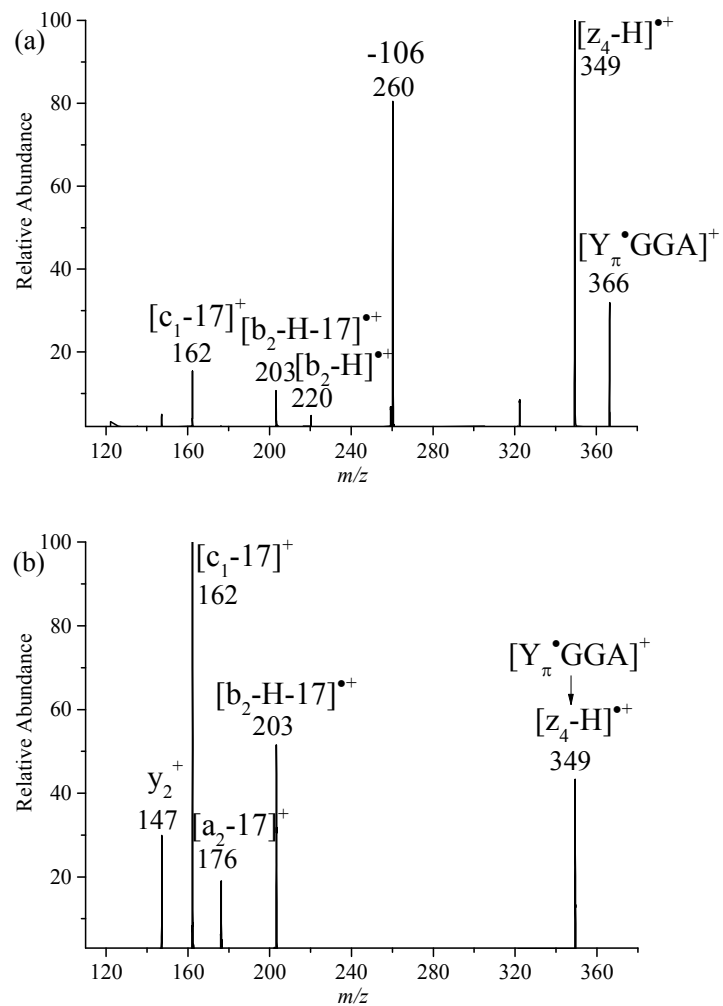 (a)
Relative Abundance
100
80
60
40
20
[z₄-H]•⁺
349
-106
260
[Yπ•GGA]⁺
366
[c₁-17]⁺
162
[b₂-H-17]•⁺
203
[b₂-H]•⁺
220
120 160 200 240 280 320 360
m/z
(b)
Relative Abundance
100
80
60
40
20
[c₁-17]⁺
162
[Yπ•GGA]⁺
[z₄-H]•⁺
349
[b₂-H-17]•⁺
203
y₂⁺
147
[a₂-17]⁺
176
120 160 200 240 280 320 360
m/z